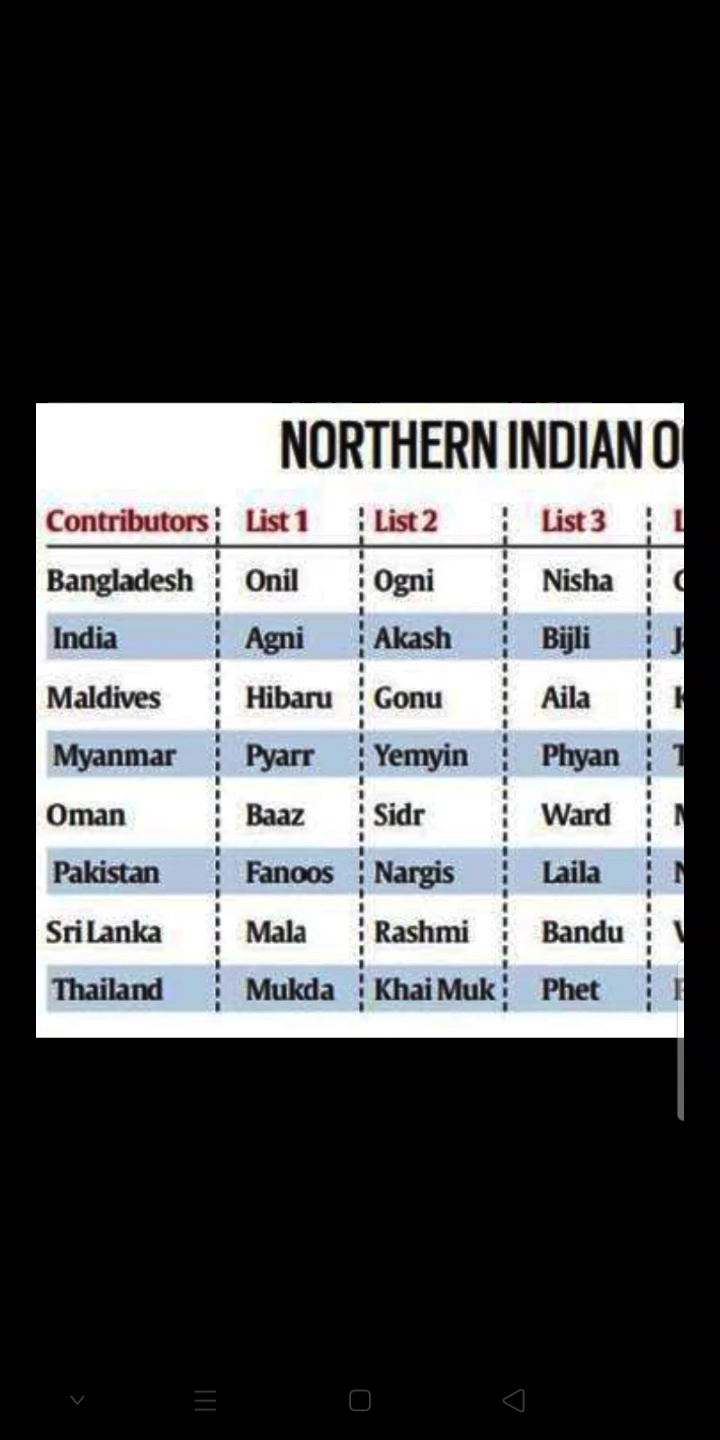 NORTHERN INDIAN
Contributors List 1 List 2 List 3
Bangladesh Onil Ogni Nisha
India Agni Akash Bijli
Maldives Hibaru Gonu Aila
Myanmar Pyarr Yemyin Phyan
Oman Baaz Sidr Ward
Pakistan Fanoos Nargis Laila
Sri Lanka Mala Rashmi Bandu
Thailand Mukda Khai Muk Phet